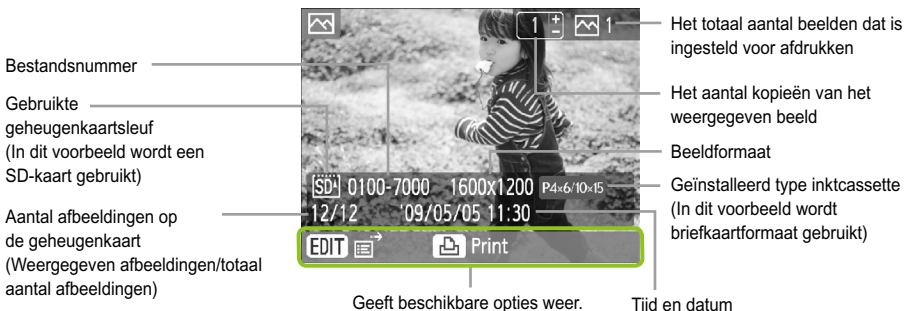 1 + -
1
Het totaal aantal beelden dat is
ingesteld voor afdrukken
Bestandsnummer
Gebruikte
geheugenkaartsleuf
(In dit voorbeeld wordt een
SD-kaart gebruikt)
Het aantal kopieën van het
weergegeven beeld
Beeldformaat
SD 0100-7000 1600x1200 P4×6/10×15
12/12 '09/05/05 11:30
Geïnstalleerd type inktcassette
(In dit voorbeeld wordt
briefkaartformaat gebruikt)
Aantal afbeeldingen op
de geheugenkaart
(Weergegeven afbeeldingen/totaal
aantal afbeeldingen)
EDIT Print
Geeft beschikbare opties weer.
Tijd en datum